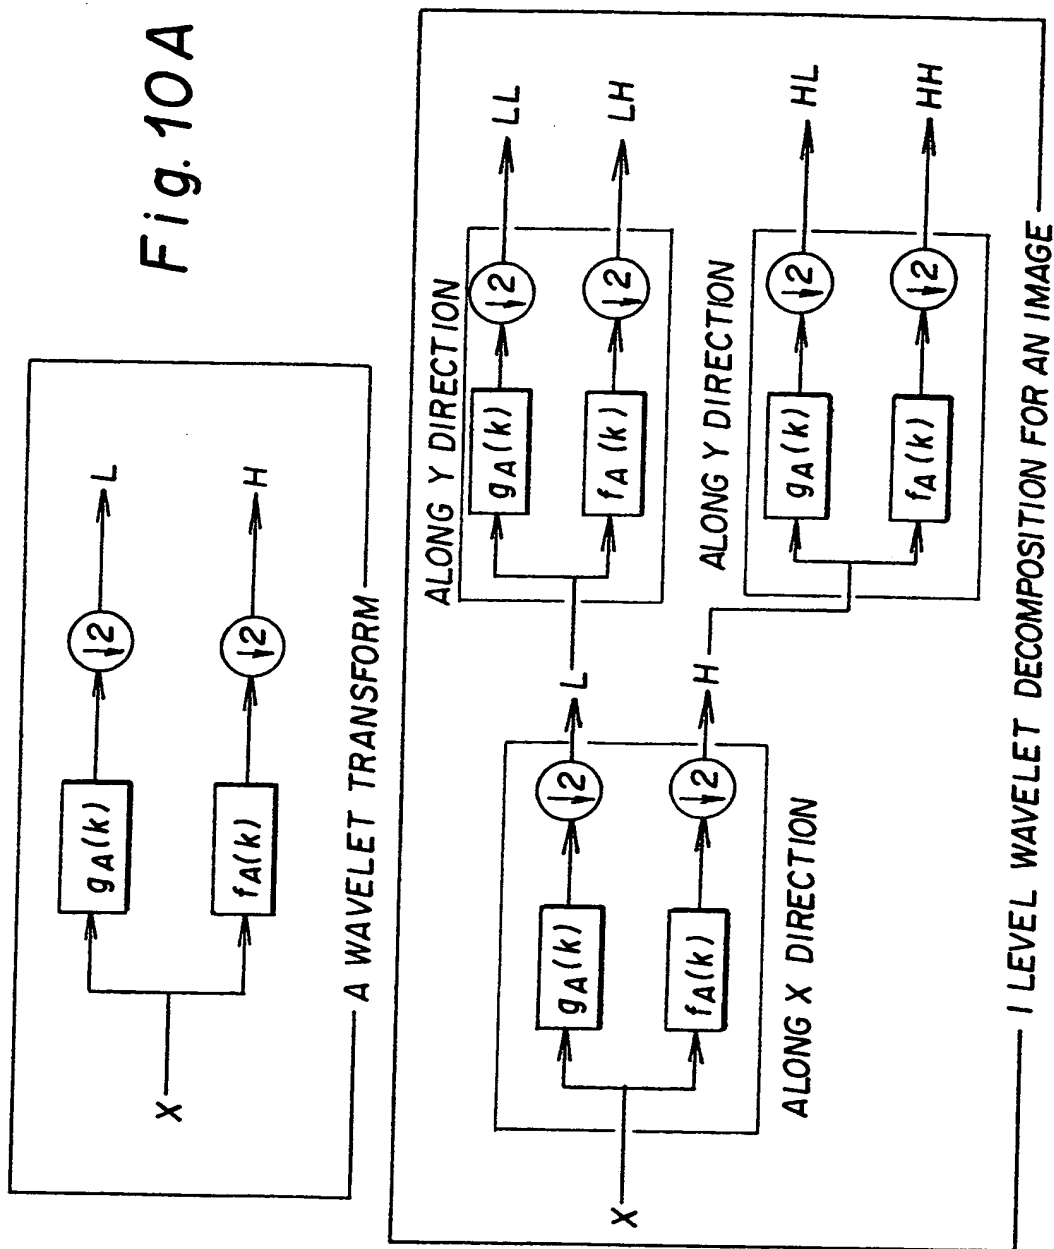 Fig. 10A
X
gA(k)
↓2
L
fA(k)
↓2
H
A WAVELET TRANSFORM
X
gA(k)
↓2
L
fA(k)
↓2
H
ALONG X DIRECTION
ALONG Y DIRECTION
gA(k)
↓2
LL
fA(k)
↓2
LH
ALONG Y DIRECTION
gA(k)
↓2
HL
fA(k)
↓2
HH
1 LEVEL WAVELET DECOMPOSITION FOR AN IMAGE